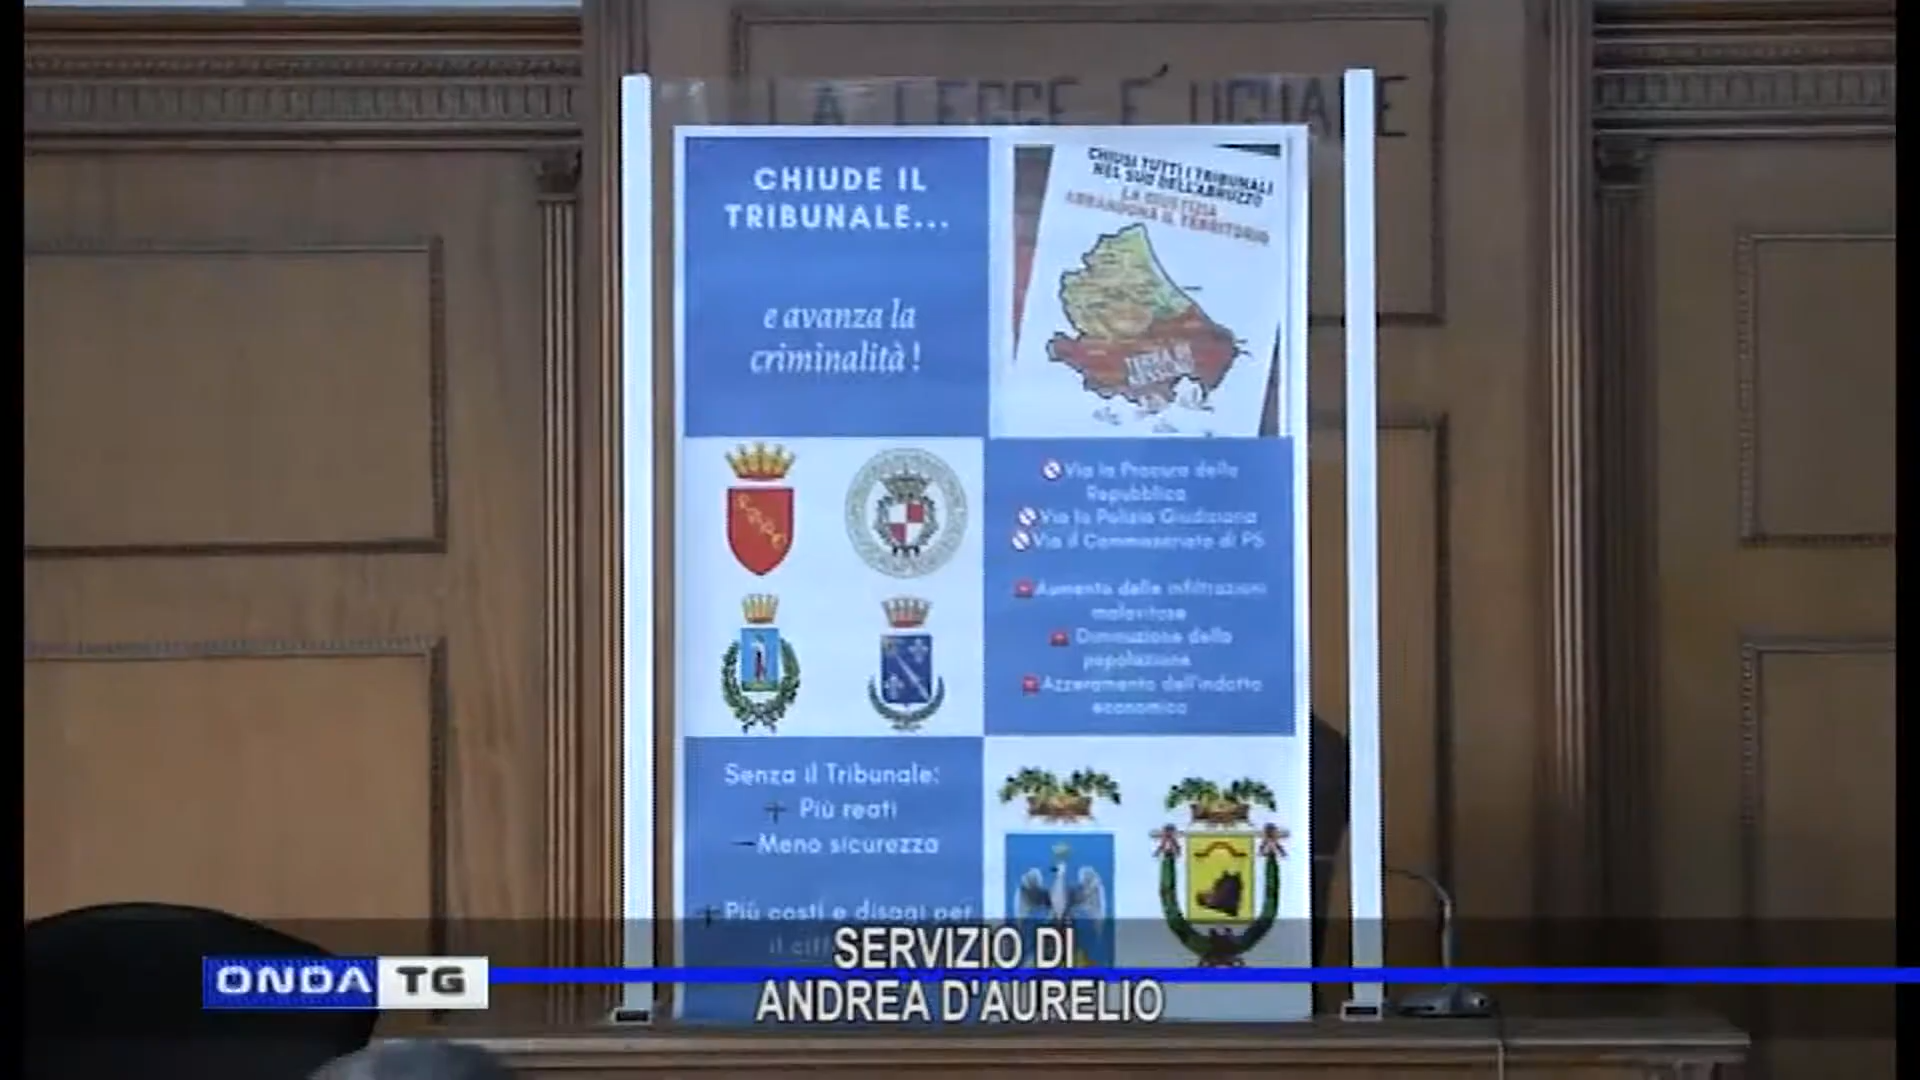 LA LEGGE E' UGUALE
CHIUDE IL
TRIBUNALE...
e avanza la
criminalità !
CHIUSI TUTTI I TRIBUNALI
NEL SUD DELL'ABRUZZO
LA GIUSTIZIA
ABBANDONA IL TERRITORIO
TERRA DI
Via la Procura della
Repubblica
Via la Polizia Giudiziaria
Via il Commissariato di PS
Aumento delle infiltrazioni
malavitose
Diminuzione della
popolazione
Azzeramento dell'indotto
economico
Senza il Tribunale:
+ Più reati
- Meno sicurezza
+ Più costi e disagi per
il
SERVIZIO DI
ANDREA D'AURELIO
ONDA TG